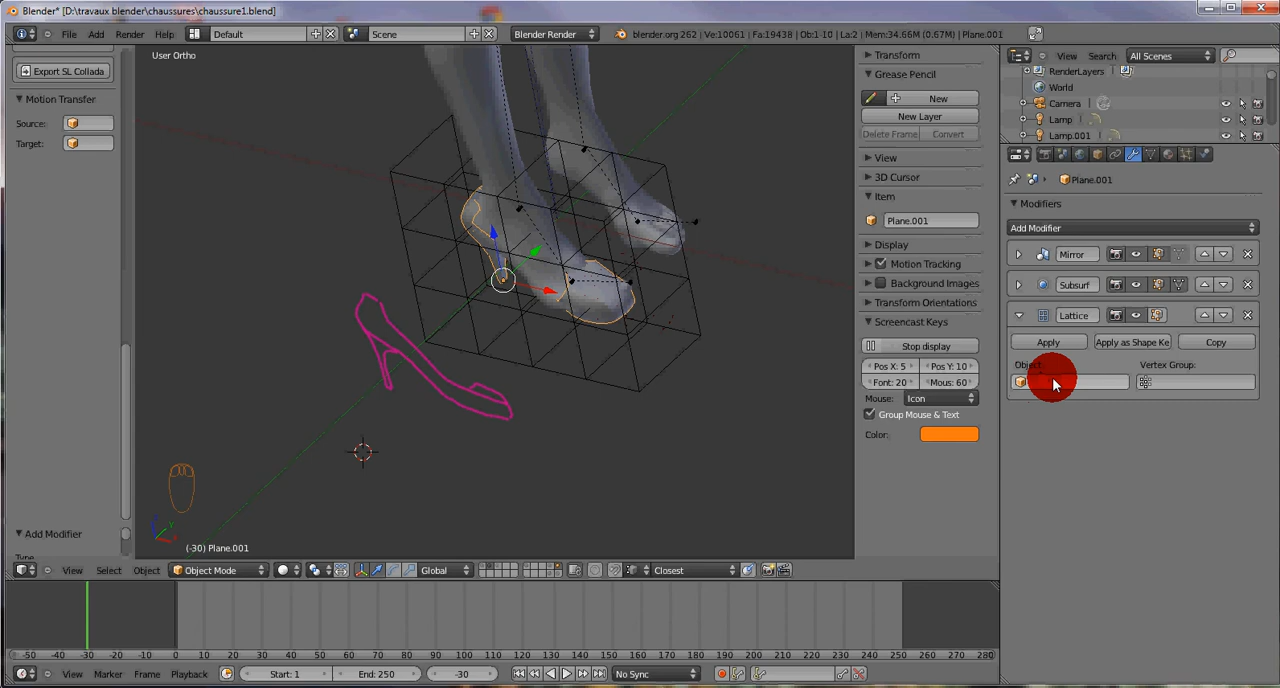 Blender* [D:\travaux blender\chaussures\chaussure1.blend]
File Add Render Help Default Scene Blender Render blender.org 262 | Ve:10061 | Fa:19438 | Ob:1-10 | La:2 | Mem:34.66M (0.67M) | Plane.001
Export SL Collada
Motion Transfer
Source:
Target:
Add Modifier
User Ortho
(-30) Plane.001
Transform
Grease Pencil
New
New Layer
Delete Frame Convert
View
3D Cursor
Item
Plane.001
Display
Motion Tracking
Background Images
Transform Orientations
Screencast Keys
Stop display
Pos X: 5 Pos Y: 10
Font: 20 Mous: 60
Mouse: Icon
Group Mouse & Text
Color:
View Search All Scenes
RenderLayers
World
Camera
Lamp
Lamp.001
Plane.001
Modifiers
Add Modifier
Mirror
Subsurf
Lattice
Apply Apply as Shape Ke Copy
Object: Vertex Group:
View Select Object Object Mode Global Closest
-50 -40 -30 -20 -10 0 10 20 30 40 50 60 70 80 90 100 110 120 130 140 150 160 170 180 190 200 210 220 230 240 250 260 270 280
View Marker Frame Playback Start: 1 End: 250 -30 No Sync